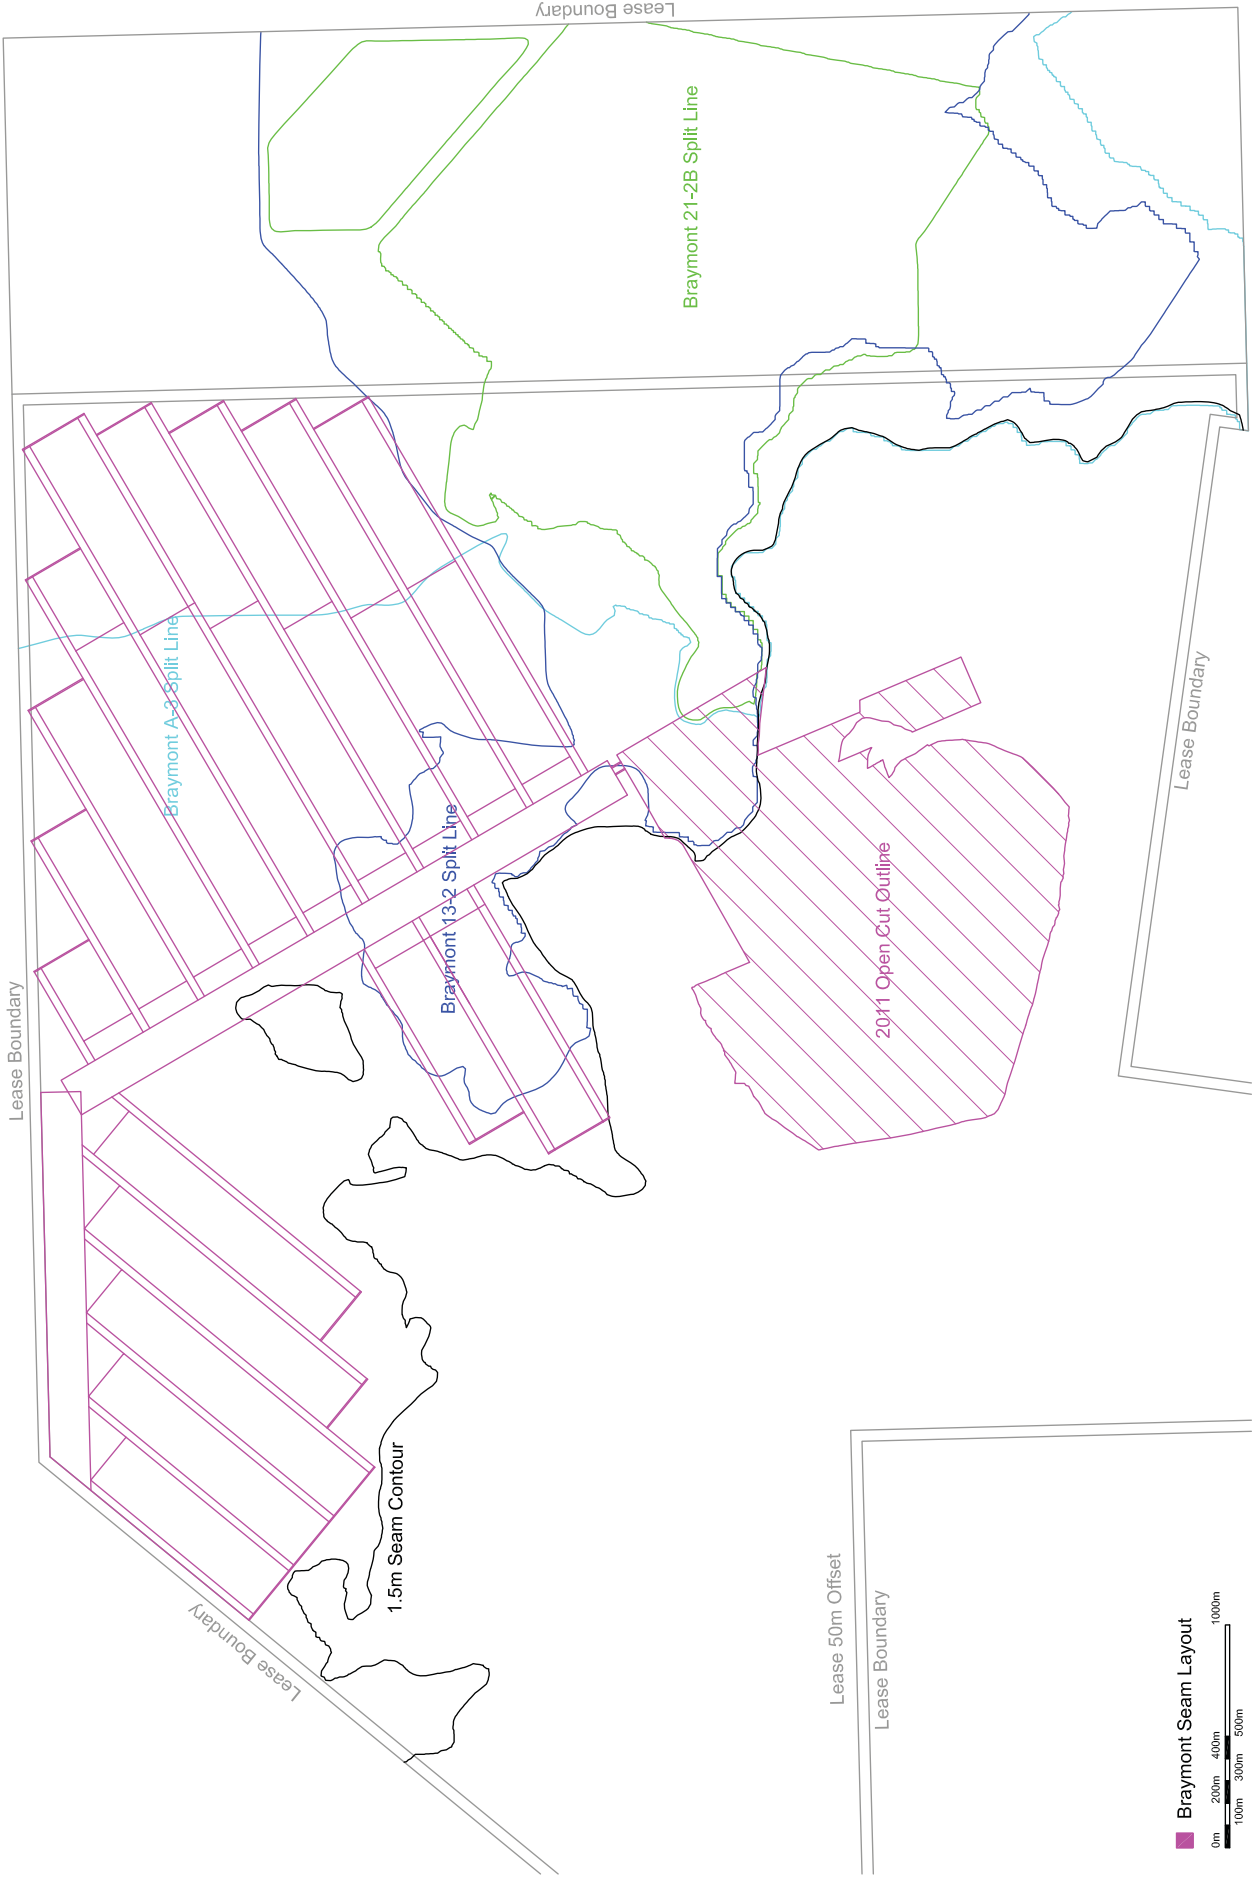 Lease Boundary
Braymont 21-2B Split Line
Braymont A-3 Split Line
Braymont 13-2 Split Line
Lease Boundary
2011 Open Cut Outline
Lease Boundary
1.5m Seam Contour
Lease Boundary
Lease 50m Offset
Lease Boundary
Braymont Seam Layout
0m
100m
200m
300m
400m
500m
1000m